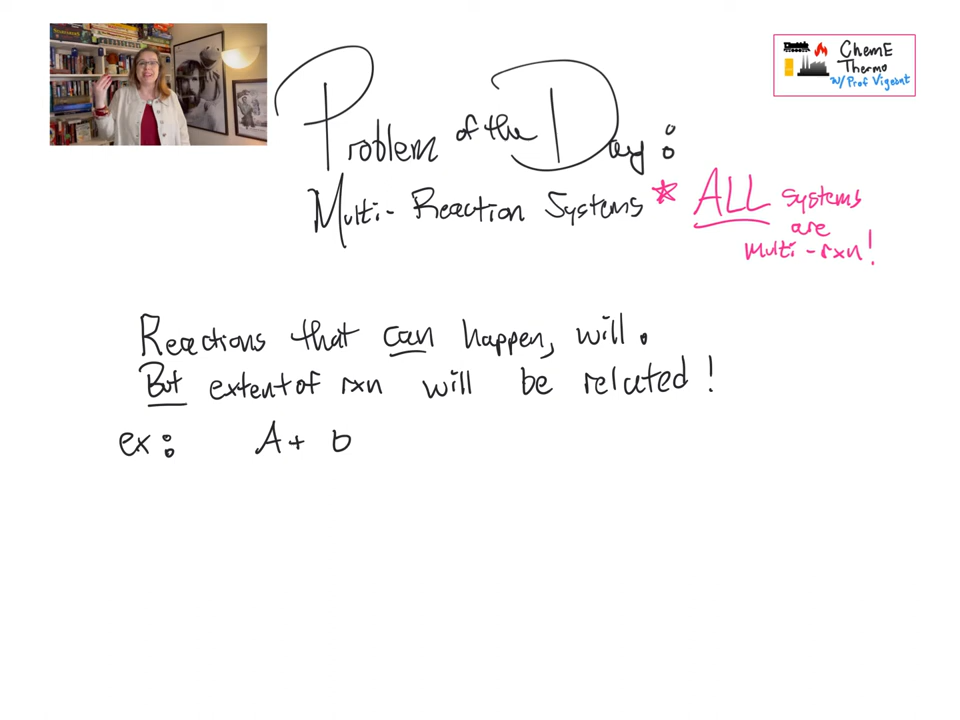 ChemE
Thermo
w/ Prof Vigeant
Problem of the Day:
Multi-Reaction Systems * ALL systems
are
multi-rxn!
Reactions that can happen, will.
But extent of rxn will be related!
ex: A + b